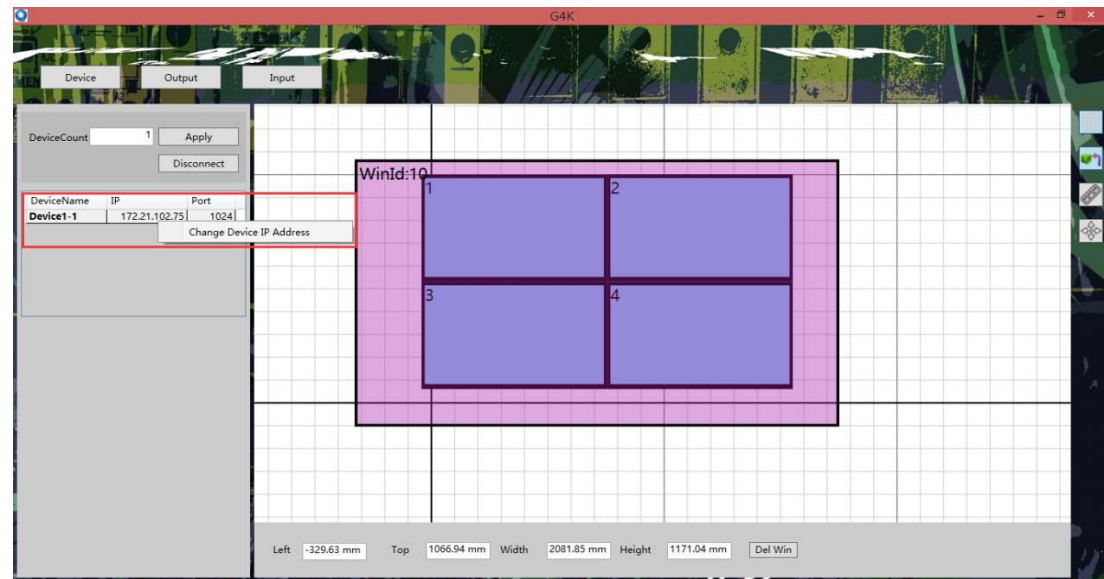 G4K
Device Output Input
DeviceCount 1 Apply
Disconnect
DeviceName IP Port
Device1-1 172.21.102.75 1024
Change Device IP Address
WinId:10
1 2
3 4
Left -329.63 mm Top 1066.94 mm Width 2081.85 mm Height 1171.04 mm Del Win